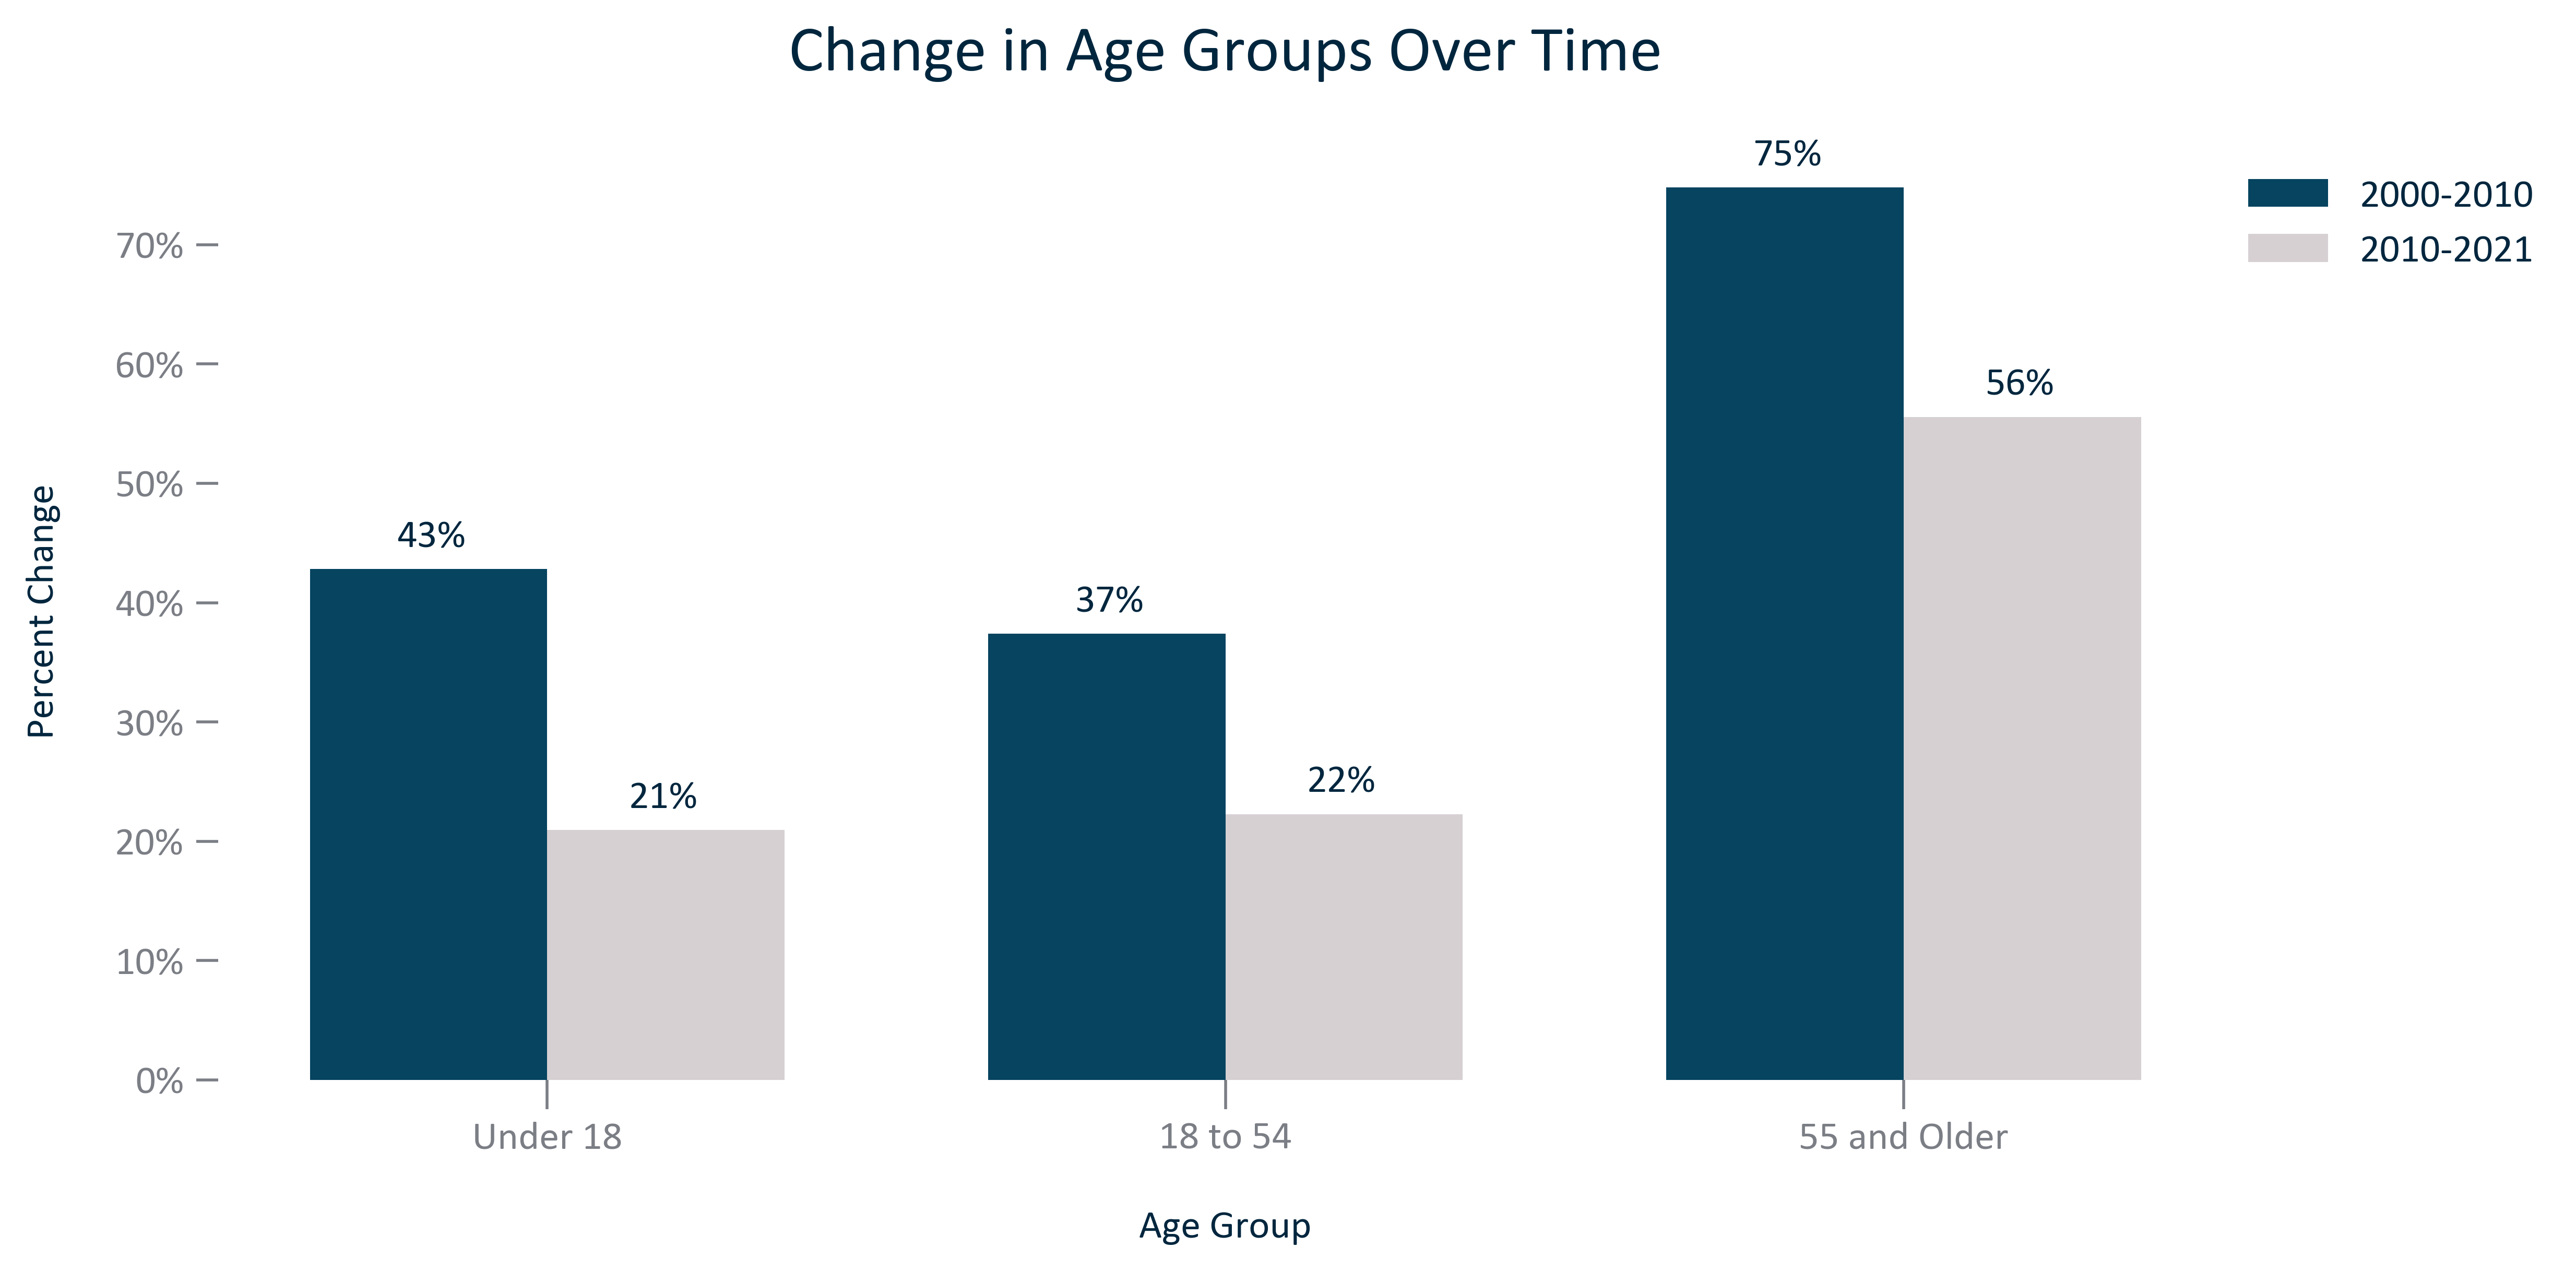 Change in Age Groups Over Time
2000-2010
2010-2021
Percent Change
70%
60%
50%
40%
30%
20%
10%
0%
43%
21%
37%
22%
75%
56%
Under 18
18 to 54
55 and Older
Age Group